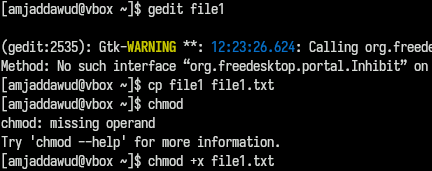 [amjaddawud@vbox ~]$ gedit file1
(gedit:2535): Gtk-WARNING **: 12:23:26.624: Calling org.freede
Method: No such interface “org.freedesktop.portal.Inhibit” on
[amjaddawud@vbox ~]$ cp file1 file1.txt
[amjaddawud@vbox ~]$ chmod
chmod: missing operand
Try 'chmod --help' for more information.
[amjaddawud@vbox ~]$ chmod +x file1.txt